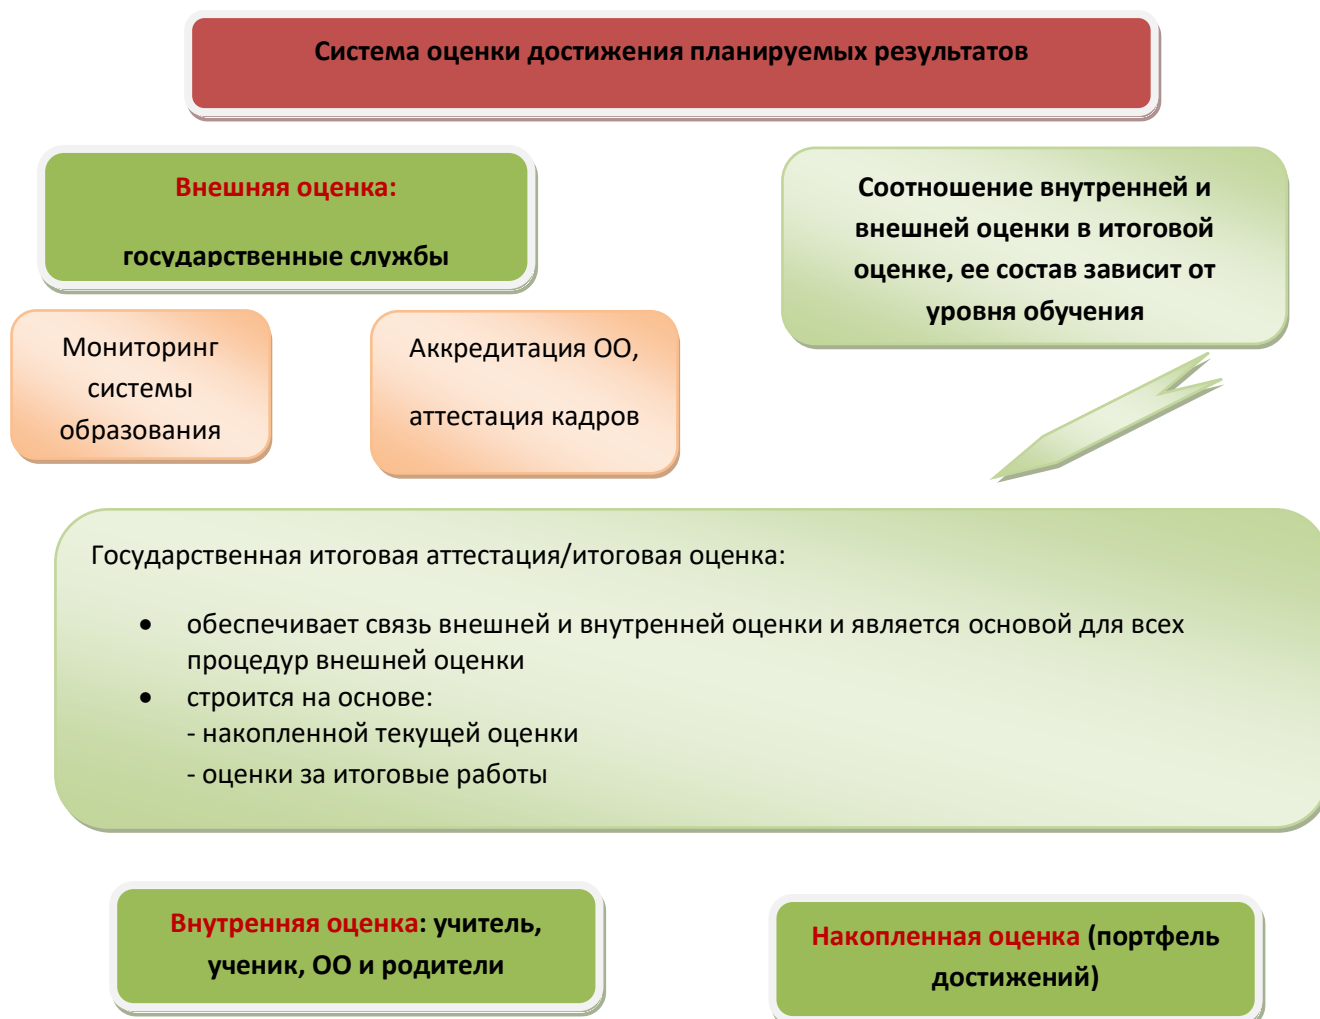 Система оценки достижения планируемых результатов
Внешняя оценка:
государственные службы
Соотношение внутренней и
внешней оценки в итоговой
оценке, ее состав зависит от
уровня обучения
Мониторинг
системы
образования
Аккредитация ОО,
аттестация кадров
Государственная итоговая аттестация/итоговая оценка:
• обеспечивает связь внешней и внутренней оценки и является основой для всех
процедур внешней оценки
• строится на основе:
- накопленной текущей оценки
- оценки за итоговые работы
Внутренняя оценка: учитель,
ученик, ОО и родители
Накопленная оценка (портфель
достижений)